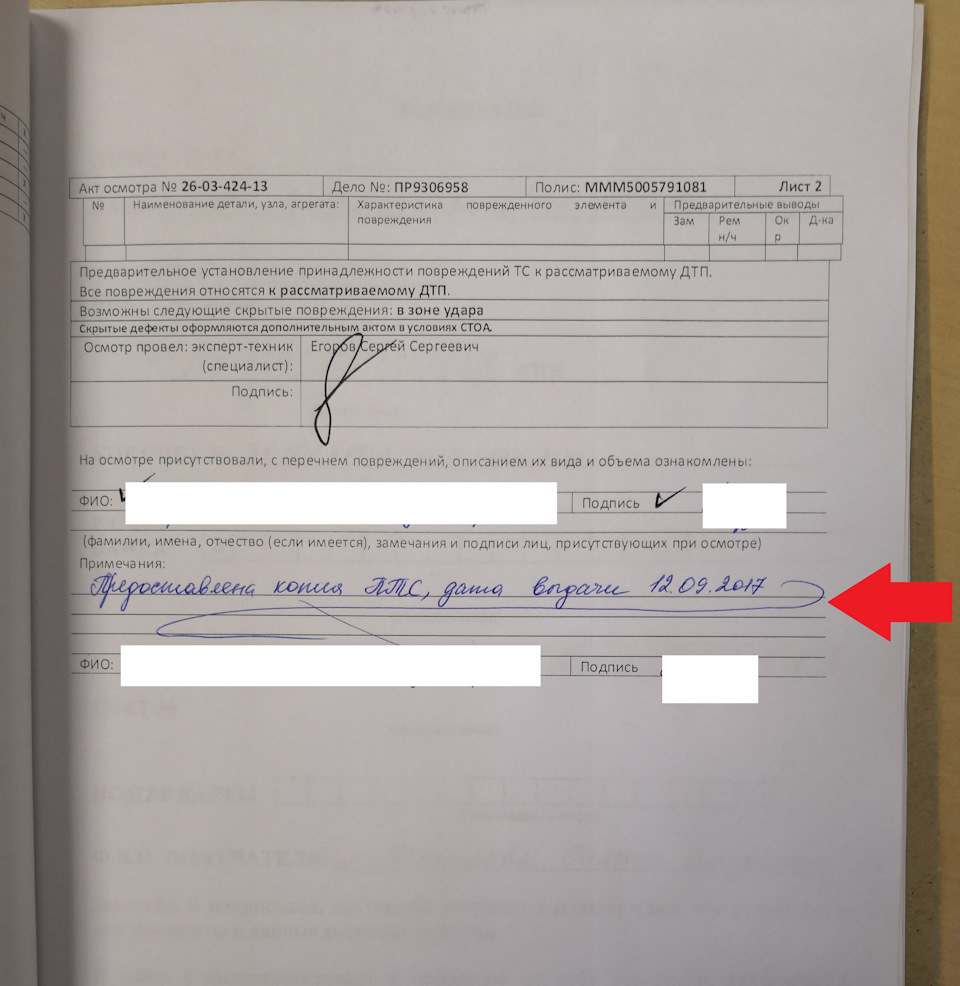 Акт осмотра № 26-03-424-13 Дело №: ПР9306958 Полис: МММ5005791081 Лист 2
№ Наименование детали, узла, агрегата: Характеристика поврежденного элемента и повреждения Предварительные выводы
Зам Рем н/ч Ок р Д-ка
Предварительное установление принадлежности повреждений ТС к рассматриваемому ДТП.
Все повреждения относятся к рассматриваемому ДТП.
Возможны следующие скрытые повреждения: в зоне удара
Скрытые дефекты оформляются дополнительным актом в условиях СТОА.
Осмотр провел: эксперт-техник Егоров Сергей Сергеевич
(специалист):
Подпись:
На осмотре присутствовали, с перечнем повреждений, описанием их вида и объема ознакомлены:
ФИО: Подпись
(фамилии, имена, отчество (если имеется), замечания и подписи лиц, присутствующих при осмотре)
Примечания:
Предоставлена копия ПТС, дата выдачи 12.09.2017
ФИО: Подпись
НОМЕР КАРТЫ
Ф.И.О. ПОЛУЧАТЕЛЯ: